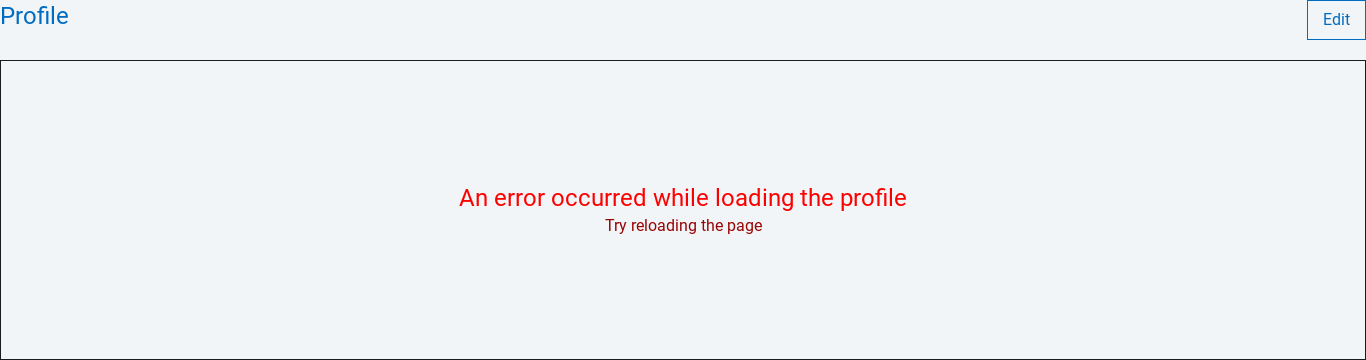 Profile
Edit
An error occurred while loading the profile
Try reloading the page